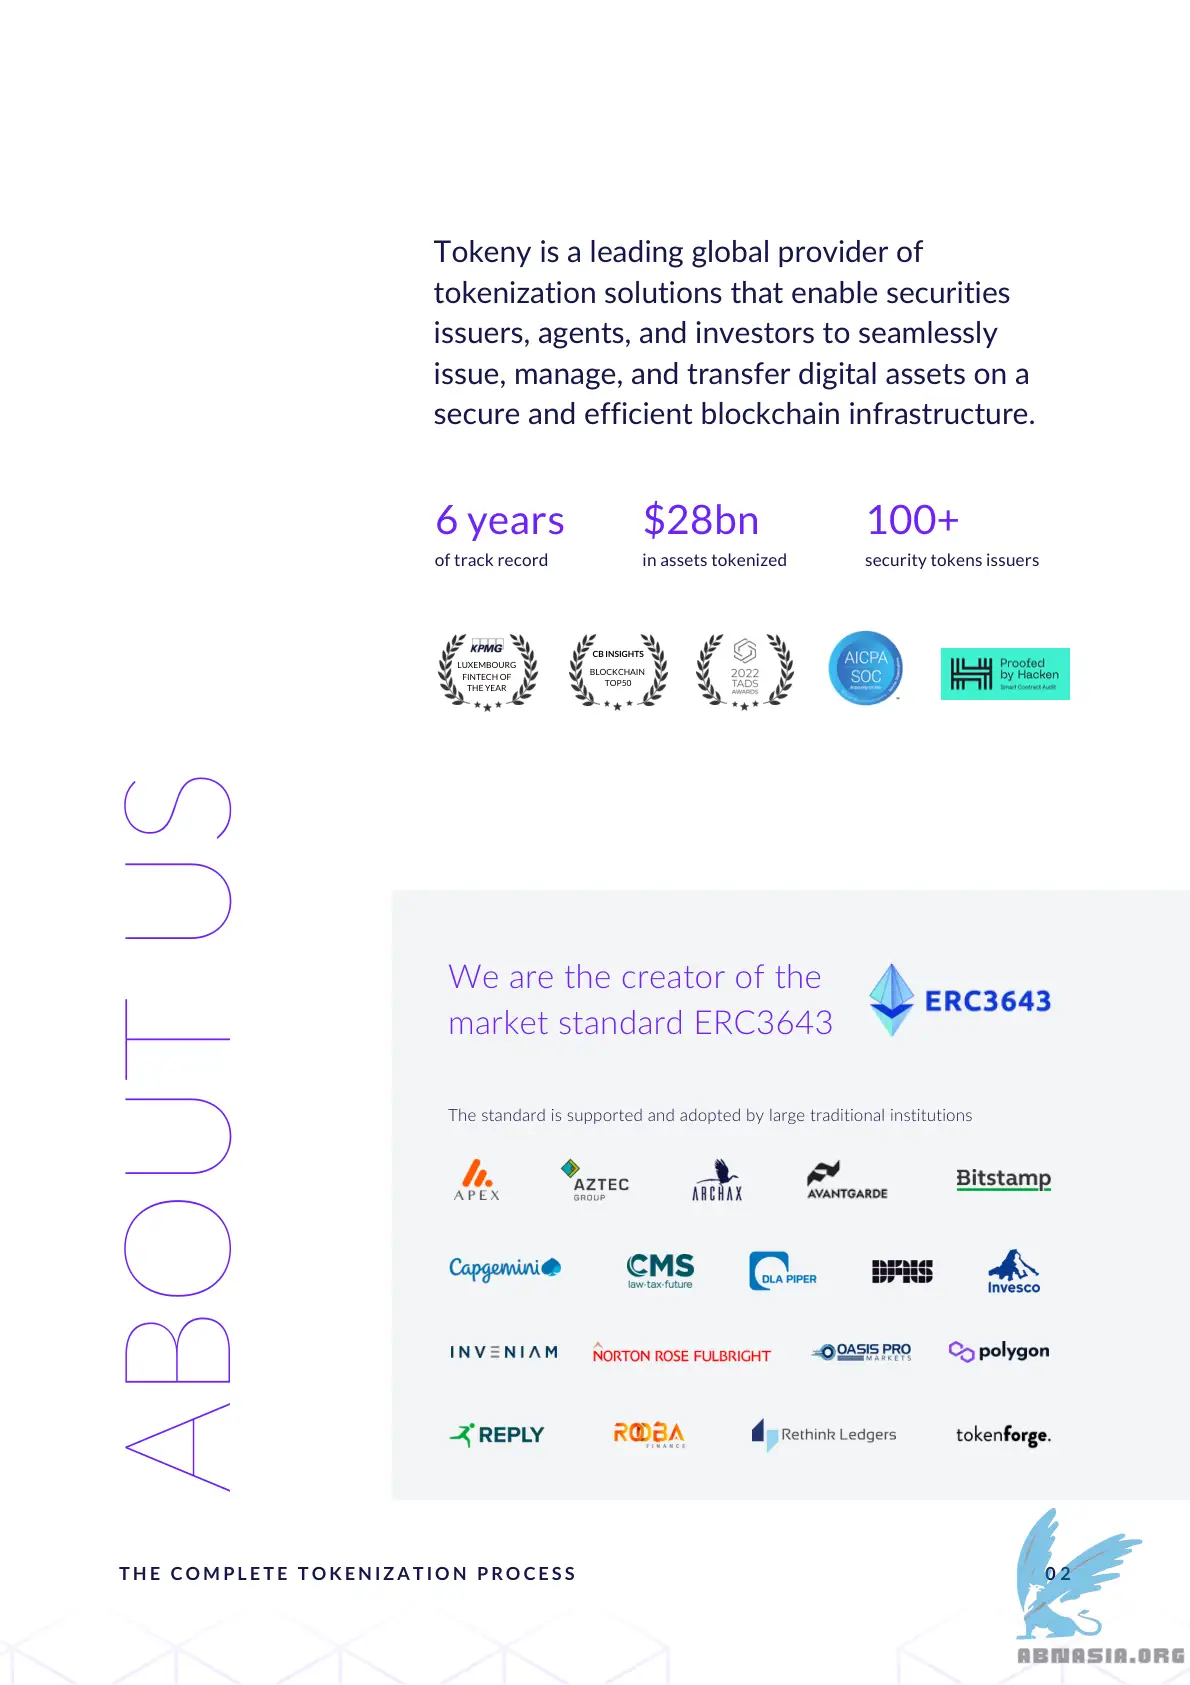 Tokeny is a leading global provider of
tokenization solutions that enable securities
issuers, agents, and investors to seamlessly
issue, manage, and transfer digital assets on a
secure and efficient blockchain infrastructure.
6 years
of track record
$28bn
in assets tokenized
100+
security tokens issuers
KPMG
LUXEMBOURG
FINTECH OF
THE YEAR
CB INSIGHTS
BLOCKCHAIN
TOP50
2022
TADS
AWARDS
AICPA
SOC
Proofed
by Hacken
Smart Contract Audit
ABOUT US
We are the creator of the
market standard ERC3643
ERC3643
The standard is supported and adopted by large traditional institutions
APEX
AZTEC
GROUP
ARCHAX
AVANTGARDE
Bitstamp
Capgemini
CMS
law·tax·future
DLA PIPER
DFNS
Invesco
INVENIAM
NORTON ROSE FULBRIGHT
OASIS PRO
MARKETS
polygon
REPLY
ROOBA
FINANCE
Rethink Ledgers
tokenforge.
THE COMPLETE TOKENIZATION PROCESS
02
ABNASIA.ORG